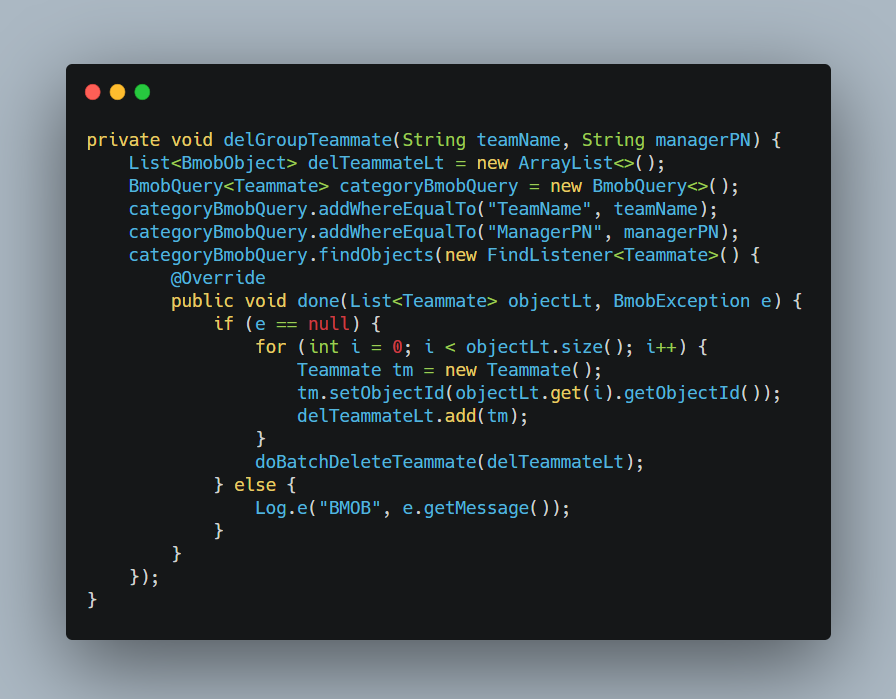 private void delGroupTeammate(String teamName, String managerPN) {
    List<BmobObject> delTeammateLt = new ArrayList<>();
    BmobQuery<Teammate> categoryBmobQuery = new BmobQuery<>();
    categoryBmobQuery.addWhereEqualTo("TeamName", teamName);
    categoryBmobQuery.addWhereEqualTo("ManagerPN", managerPN);
    categoryBmobQuery.findObjects(new FindListener<Teammate>() {
        @Override
        public void done(List<Teammate> objectLt, BmobException e) {
            if (e == null) {
                for (int i = 0; i < objectLt.size(); i++) {
                    Teammate tm = new Teammate();
                    tm.setObjectId(objectLt.get(i).getObjectId());
                    delTeammateLt.add(tm);
                }
                doBatchDeleteTeammate(delTeammateLt);
            } else {
                Log.e("BMOB", e.getMessage());
            }
        }
    });
}